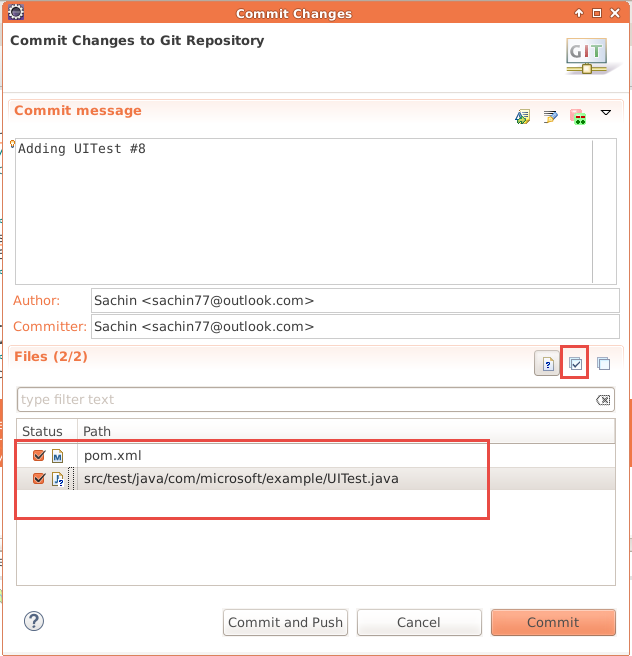 Commit Changes
Commit Changes to Git Repository
GIT
Commit message
Adding UITest #8
Author: Sachin <sachin77@outlook.com>
Committer: Sachin <sachin77@outlook.com>
Files (2/2)
type filter text
Status Path
pom.xml
src/test/java/com/microsoft/example/UITest.java
Commit and Push Cancel Commit